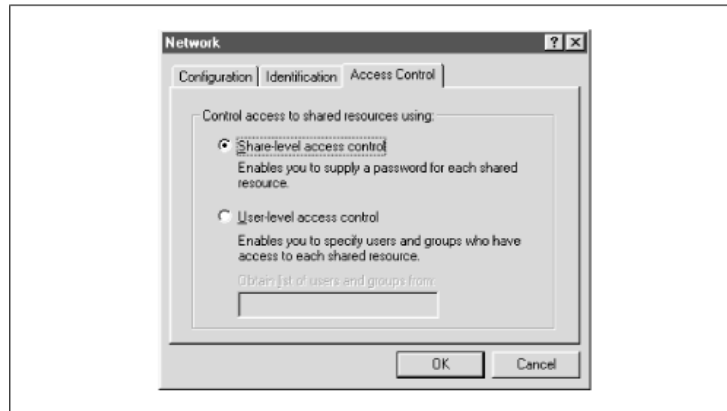 Network
Configuration Identification Access Control
Control access to shared resources using:
Share-level access control
Enables you to supply a password for each shared
resource.
User-level access control
Enables you to specify users and groups who have
access to each shared resource.
Obtain list of users and groups from:
OK Cancel